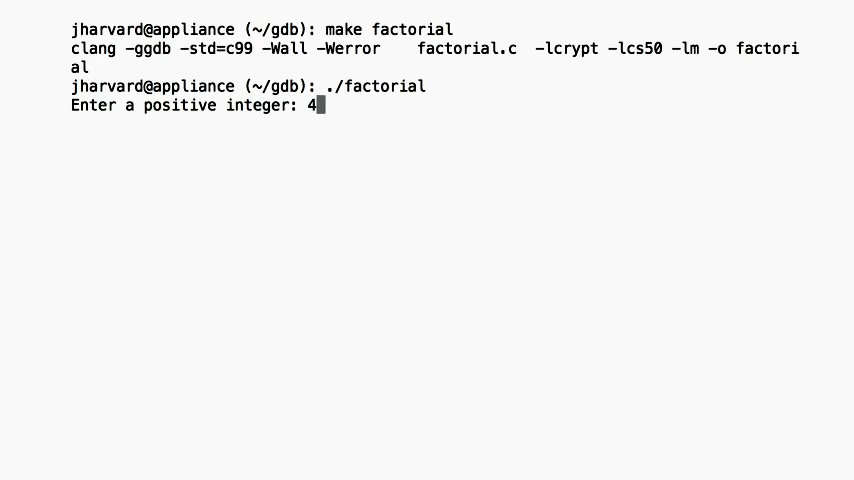 jharvard@appliance (~/gdb): make factorial
clang -ggdb -std=c99 -Wall -Werror    factorial.c  -lcrypt -lcs50 -lm -o factori
al
jharvard@appliance (~/gdb): ./factorial
Enter a positive integer: 4